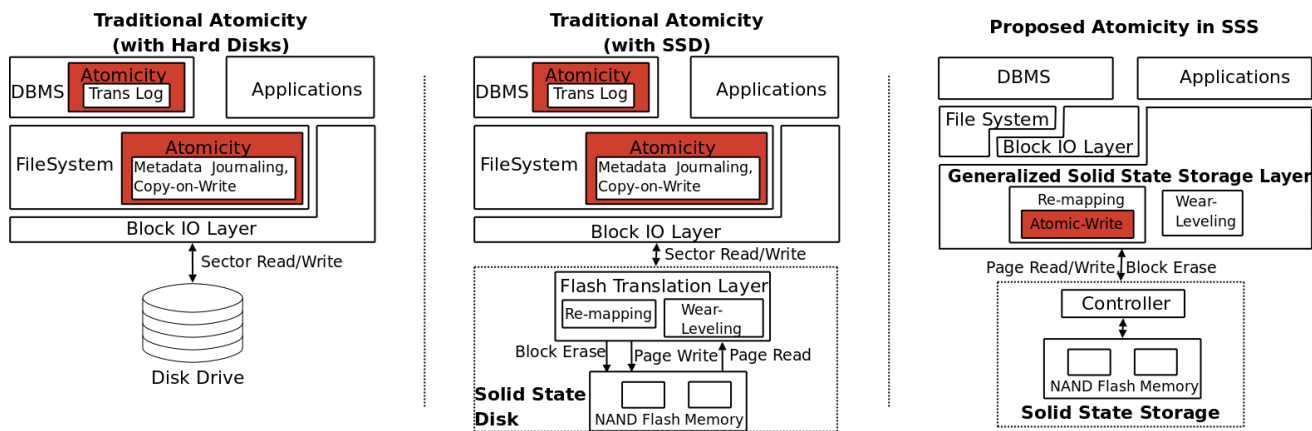 Traditional Atomicity
(with Hard Disks)
DBMS
Atomicity
Trans Log
Applications
FileSystem
Atomicity
Metadata Journaling,
Copy-on-Write
Block IO Layer
Sector Read/Write
Disk Drive
Traditional Atomicity
(with SSD)
DBMS
Atomicity
Trans Log
Applications
FileSystem
Atomicity
Metadata Journaling,
Copy-on-Write
Block IO Layer
Sector Read/Write
Flash Translation Layer
Re-mapping
Wear-
Leveling
Block Erase
Page Write
Page Read
Solid State
Disk
NAND Flash Memory
Proposed Atomicity in SSS
DBMS
Applications
File System
Block IO Layer
Generalized Solid State Storage Layer
Re-mapping
Atomic-Write
Wear-
Leveling
Page Read/Write
Block Erase
Controller
NAND Flash Memory
Solid State Storage